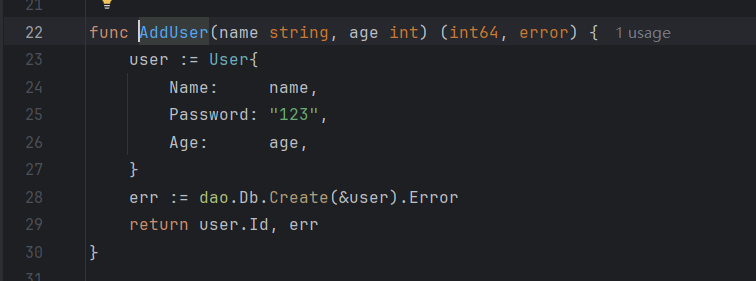 21
22 func AddUser(name string, age int) (int64, error) { 1 usage
23     user := User{
24         Name:     name,
25         Password: "123",
26         Age:      age,
27     }
28     err := dao.Db.Create(&user).Error
29     return user.Id, err
30 }
31